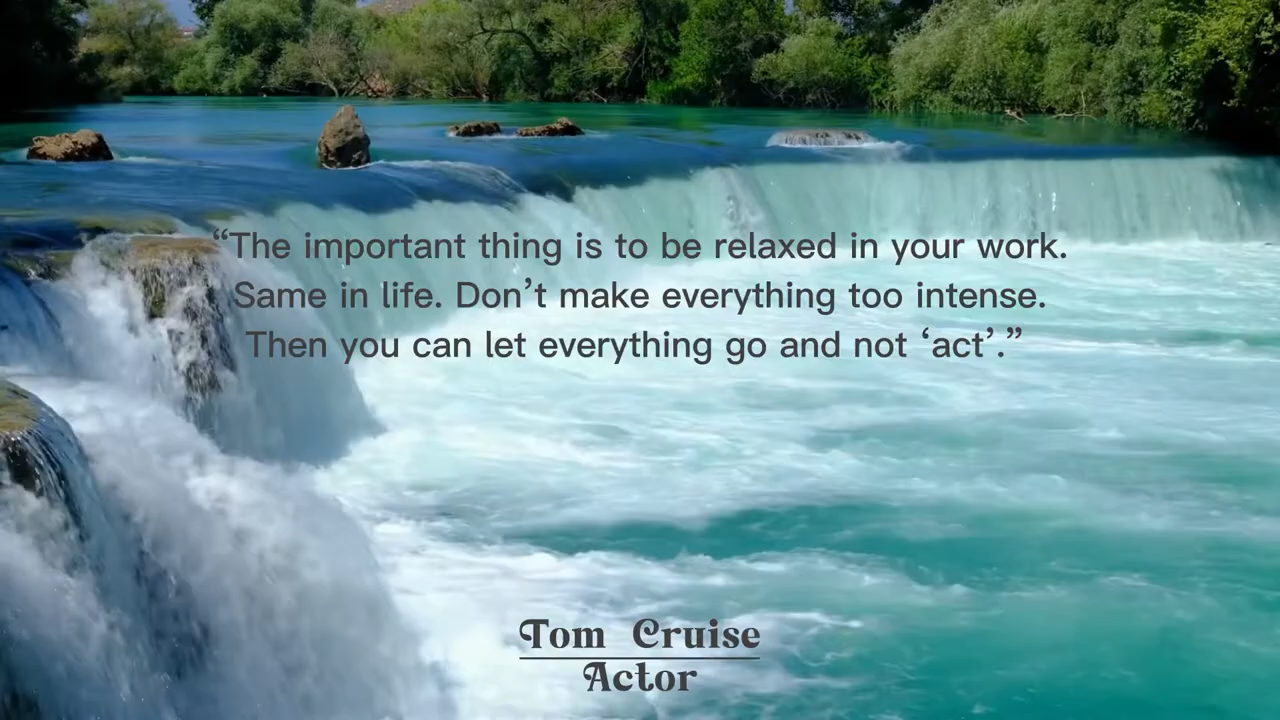 “The important thing is to be relaxed in your work.
Same in life. Don’t make everything too intense.
Then you can let everything go and not ‘act’.”
Tom Cruise
Actor